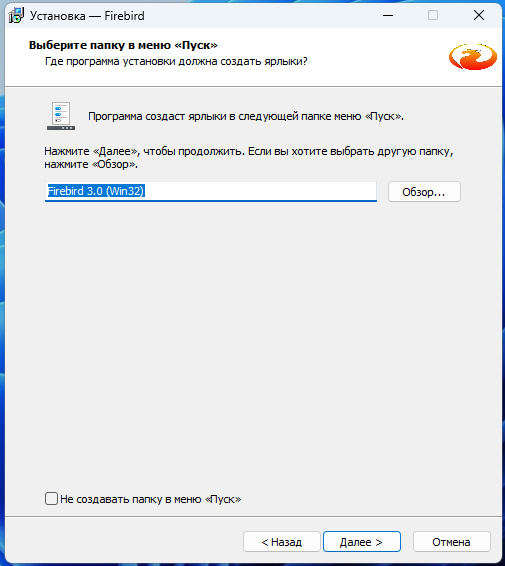 Установка — Firebird
Выберите папку в меню «Пуск»
Где программа установки должна создать ярлыки?
Программа создаст ярлыки в следующей папке меню «Пуск».
Нажмите «Далее», чтобы продолжить. Если вы хотите выбрать другую папку,
нажмите «Обзор».
Firebird 3.0 (Win32)
Обзор...
Не создавать папку в меню «Пуск»
< Назад
Далее >
Отмена